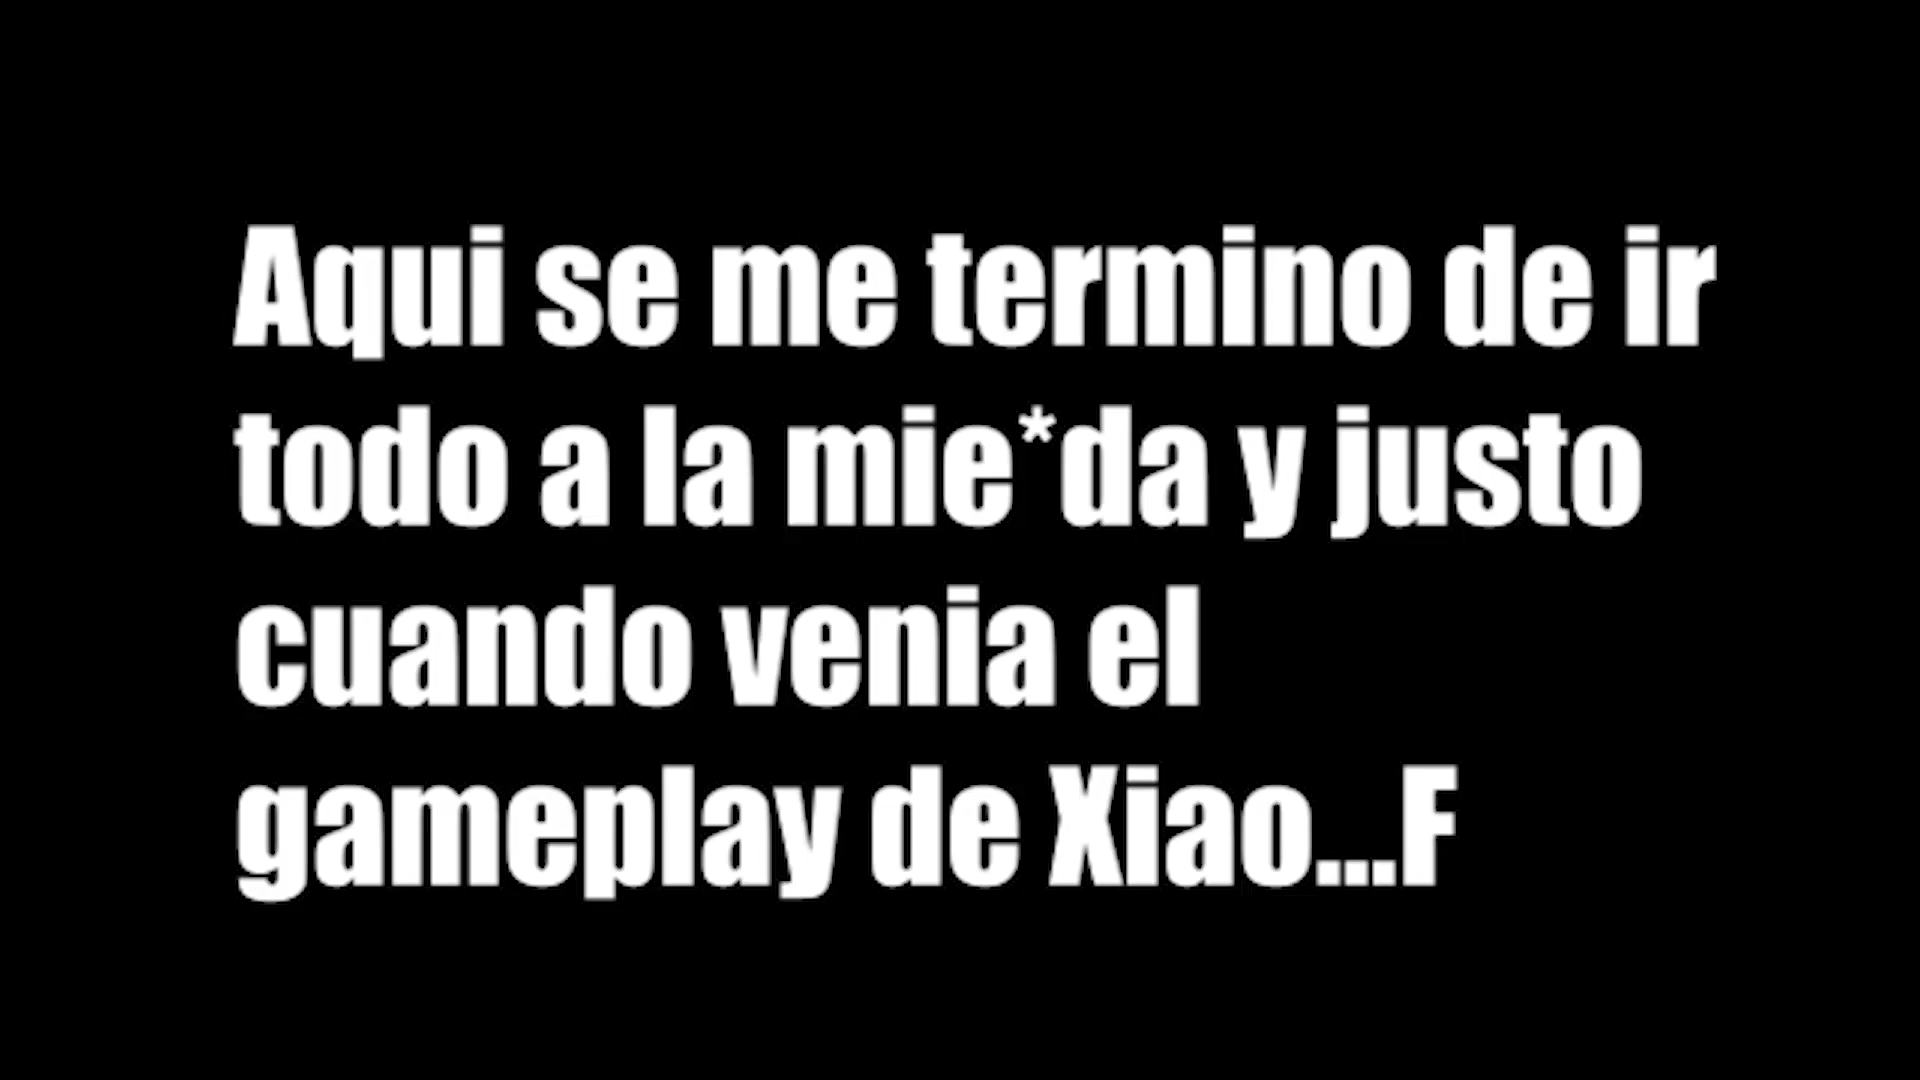 Aqui se me termino de ir
todo a la mie*da y justo
cuando venia el
gameplay de Xiao...F